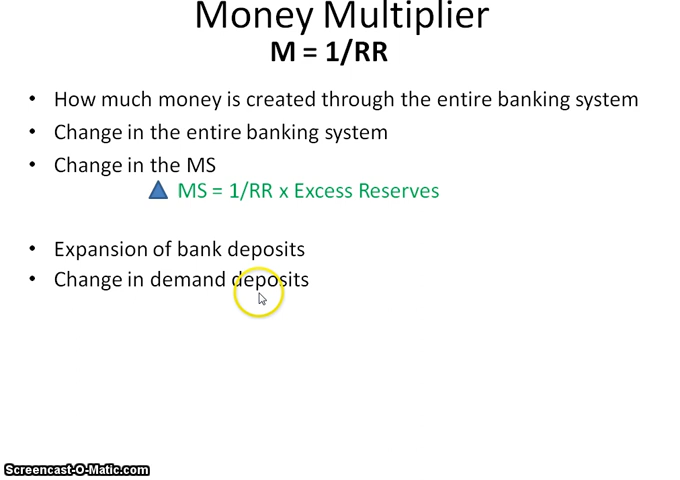 Money Multiplier
M = 1/RR
• How much money is created through the entire banking system
• Change in the entire banking system
• Change in the MS
MS = 1/RR x Excess Reserves
• Expansion of bank deposits
• Change in demand deposits
Screencast-O-Matic.com